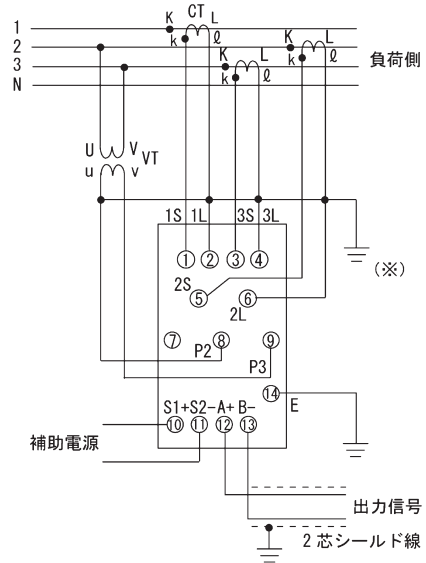 K CT L
1
2
3
N
k ℓ
K L
k ℓ
K L
k ℓ
負荷側
U V VT
u v
1S 1L 3S 3L
① ② ③ ④
(※)
2S
⑤ ⑥
2L
⑦ ⑧ ⑨
P2
P3
⑭
E
S1+S2-A+B-
⑩ ⑪ ⑫ ⑬
補助電源
出力信号
2芯シールド線